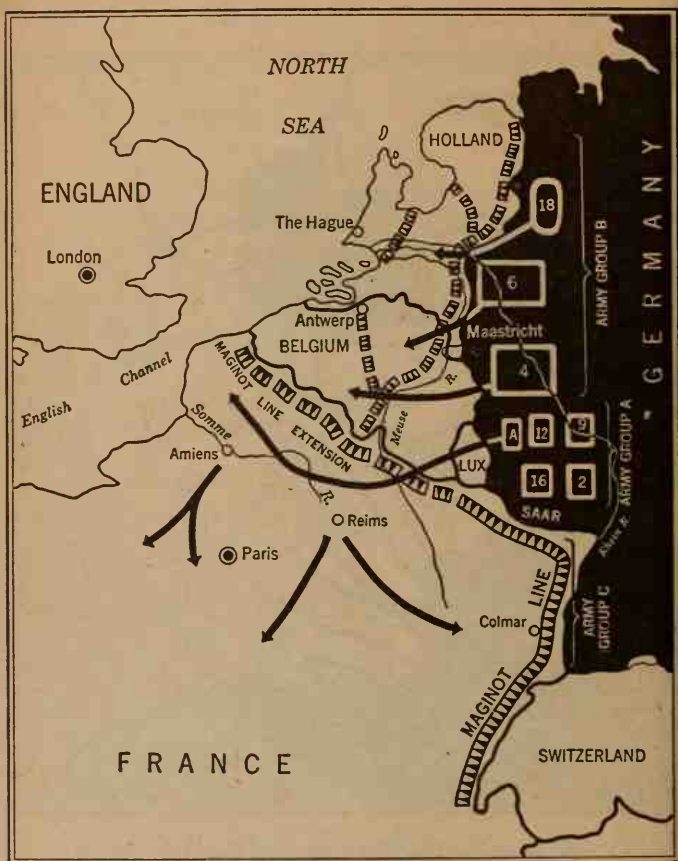 NORTH
SEA
HOLLAND
ENGLAND
The Hague
London
18
6
ARMY GROUP B
GERMANY
Antwerp
BELGIUM
Maastricht
English
Channel
MAGINOT
LINE
EXTENSION
4
R.
Meuse
Somme
R.
Amiens
LUX
A
12
9
16
2
ARMY GROUP A
SAAR
Rhine R.
Reims
Paris
Colmar
MAGINOT
LINE
ARMY
GROUP C
FRANCE
SWITZERLAND